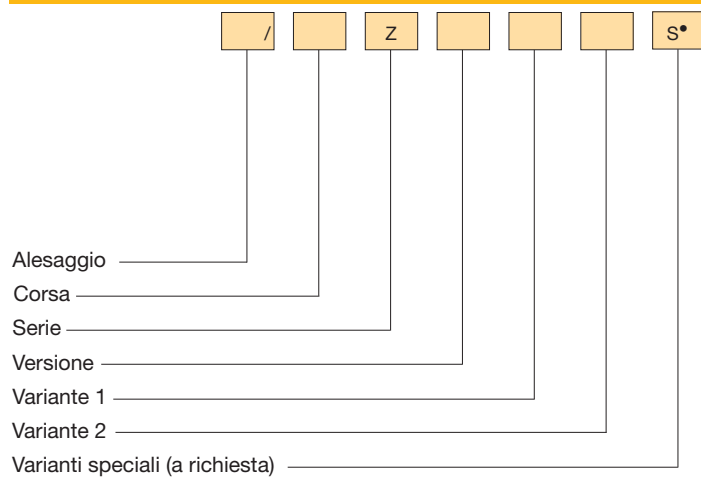 / Z S•
Alesaggio
Corsa
Serie
Versione
Variante 1
Variante 2
Varianti speciali (a richiesta)